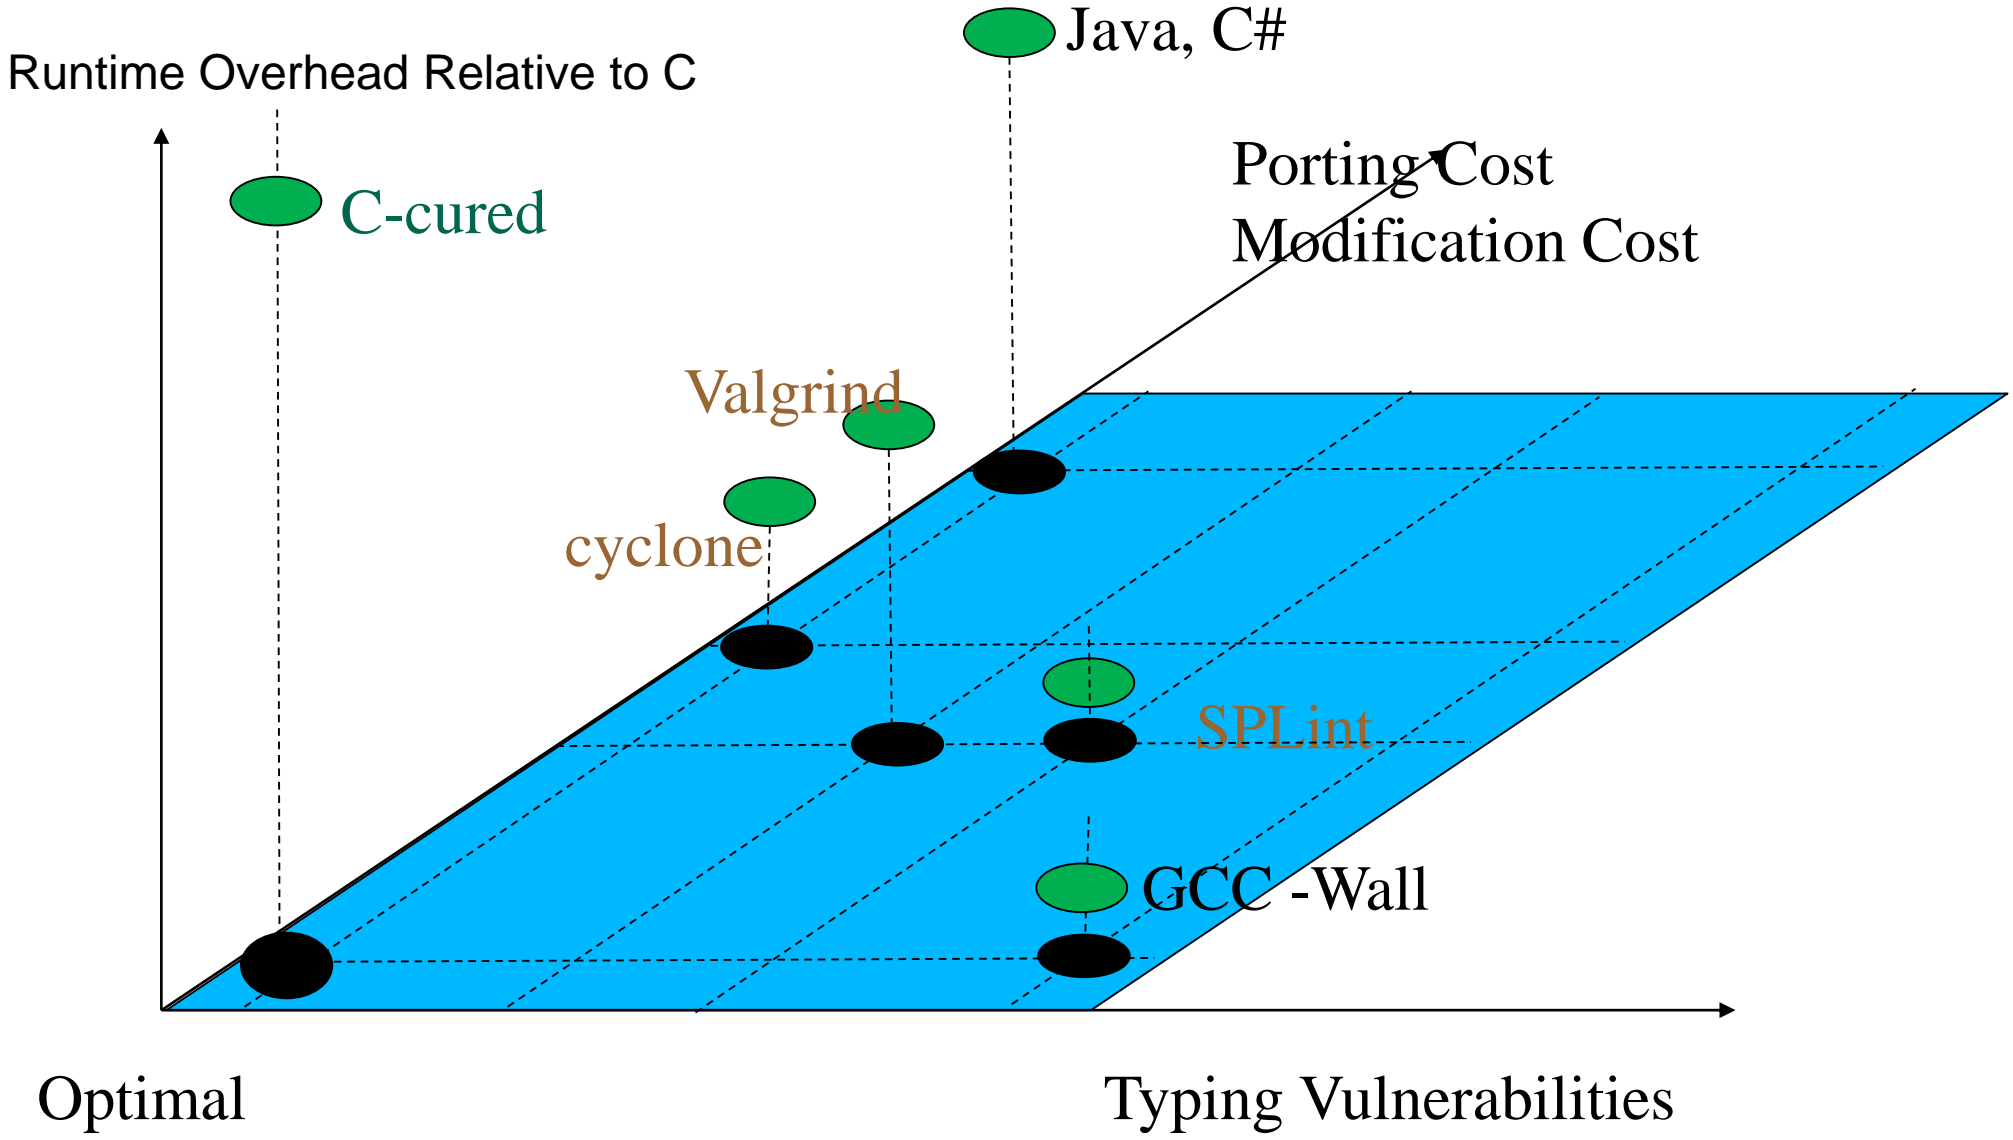 Java, C#
Runtime Overhead Relative to C
Porting Cost
Modification Cost
C-cured
Valgrind
cyclone
SPLint
GCC -Wall
Optimal
Typing Vulnerabilities